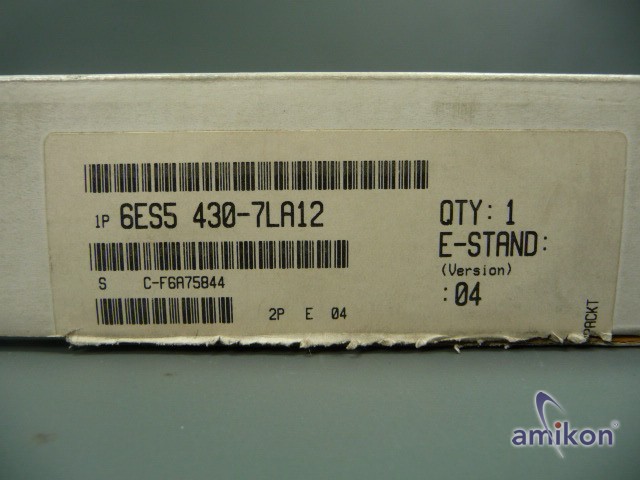 1P 6ES5 430-7LA12
QTY: 1
E-STAND:
(Version)
:04
S C-F6A75844
2P E 04
PACKT
amikon®